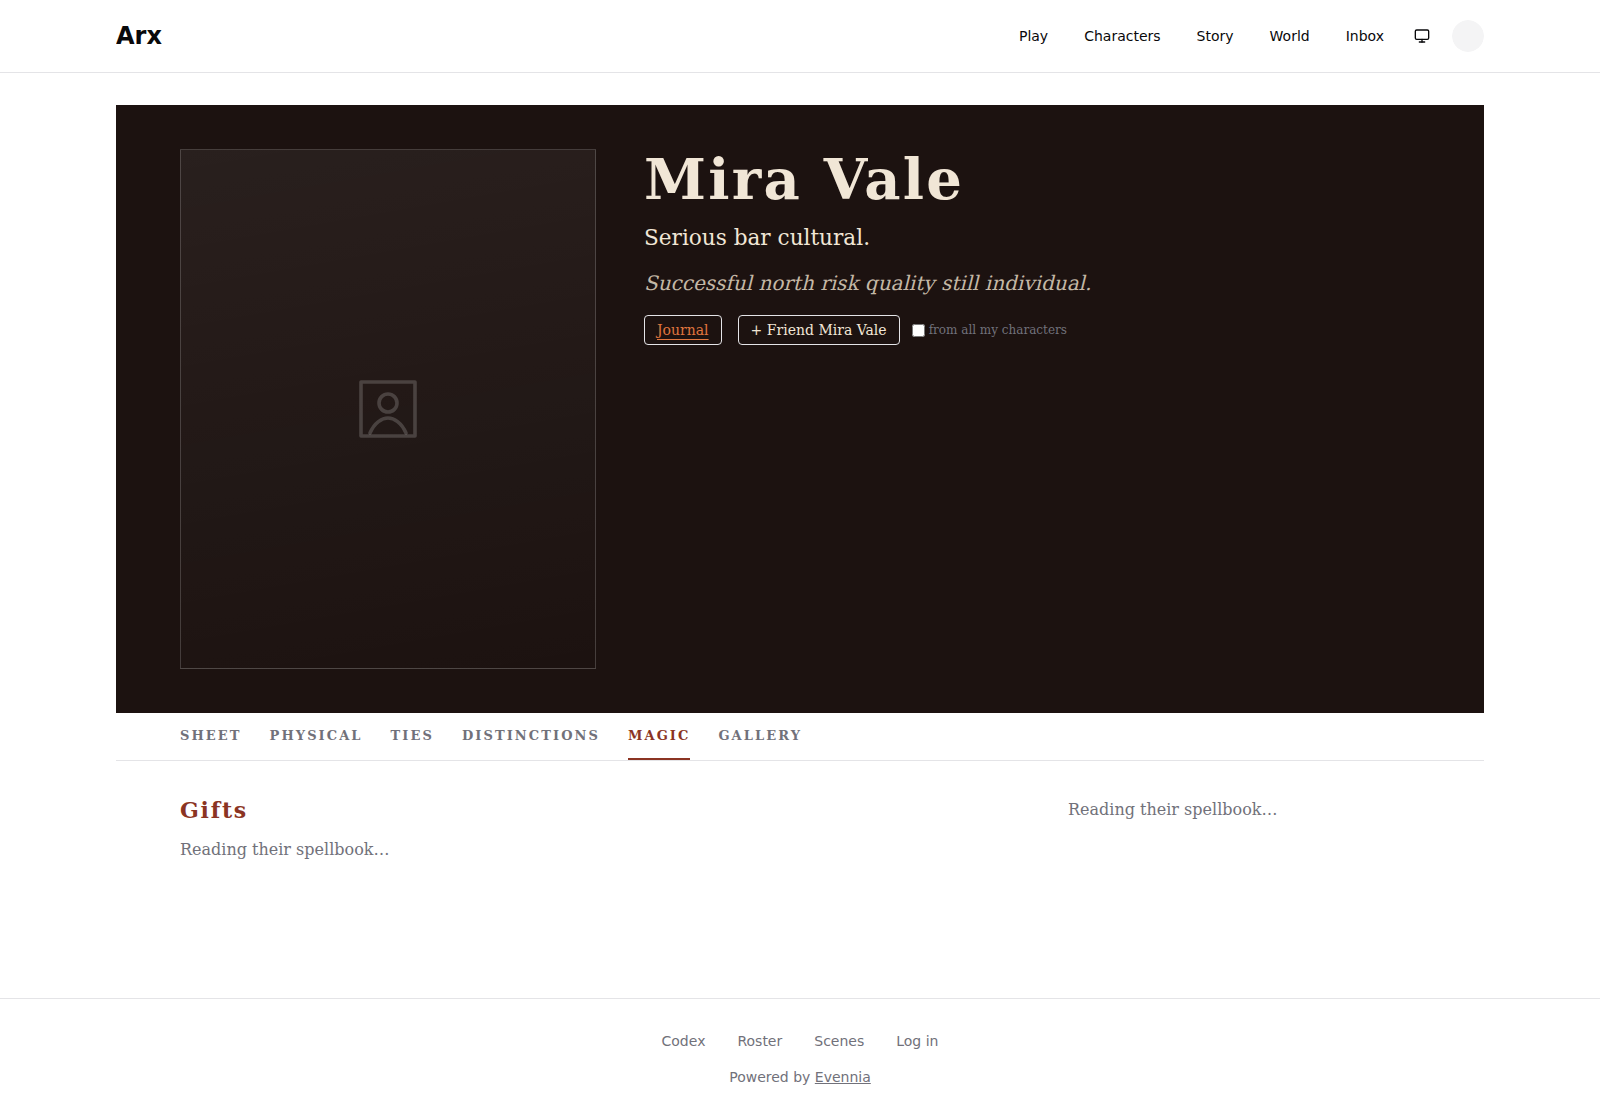 Arx
Play Characters Story World Inbox
Mira Vale
Serious bar cultural.
Successful north risk quality still individual.
Journal + Friend Mira Vale from all my characters
SHEET PHYSICAL TIES DISTINCTIONS MAGIC GALLERY
Gifts
Reading their spellbook…
Reading their spellbook…
Codex Roster Scenes Log in
Powered by Evennia